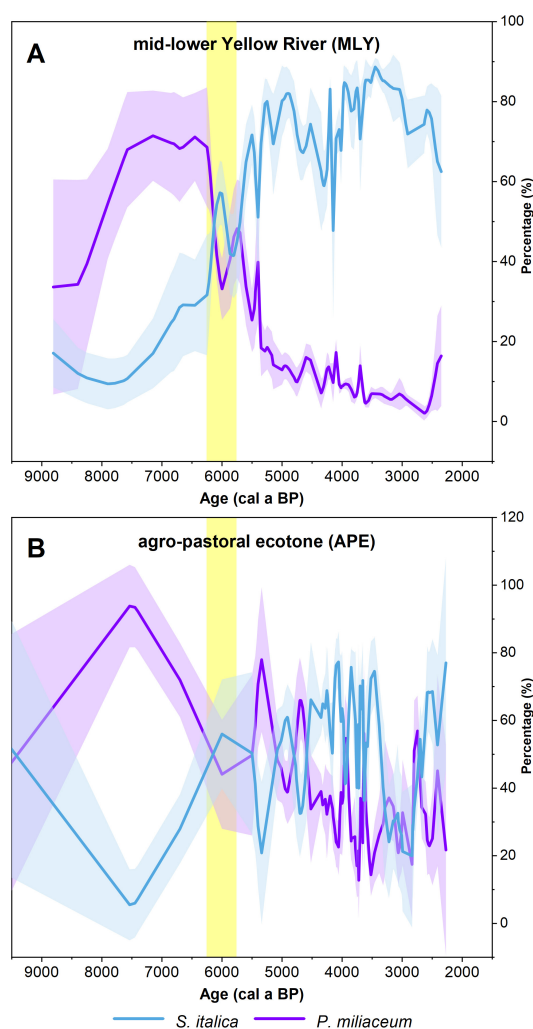 A
mid-lower Yellow River (MLY)
100
80
60
40
20
0
Percentage (%)
9000 8000 7000 6000 5000 4000 3000 2000
Age (cal a BP)
B
agro-pastoral ecotone (APE)
120
100
80
60
40
20
0
Percentage (%)
9000 8000 7000 6000 5000 4000 3000 2000
Age (cal a BP)
S. italica P. miliaceum